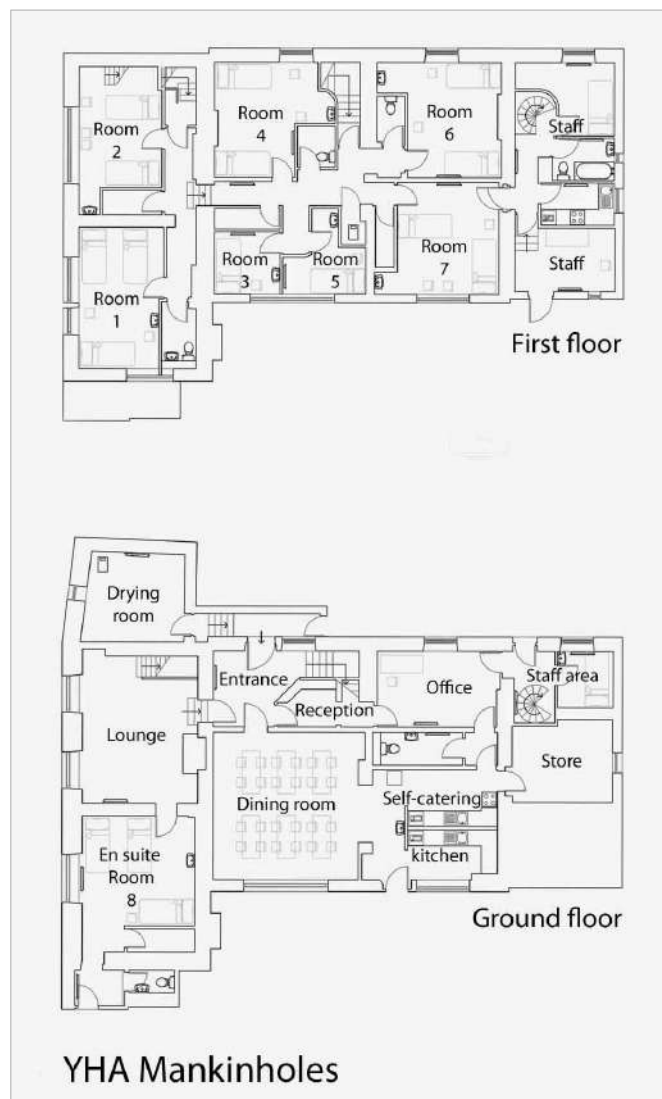 Room
2
Room
4
Room
6
Staff
Room
1
Room
3
Room
5
Room
7
Staff
First floor
Drying
room
Entrance
Reception
Office
Staff area
Lounge
Dining room
Self-catering
kitchen
Store
En suite
Room
8
Ground floor
YHA Mankinholes